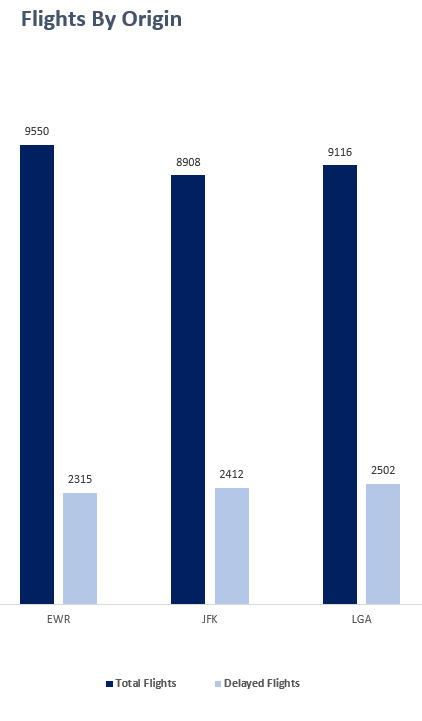 Flights By Origin
9550
8908
9116
2315
2412
2502
EWR
JFK
LGA
Total Flights
Delayed Flights